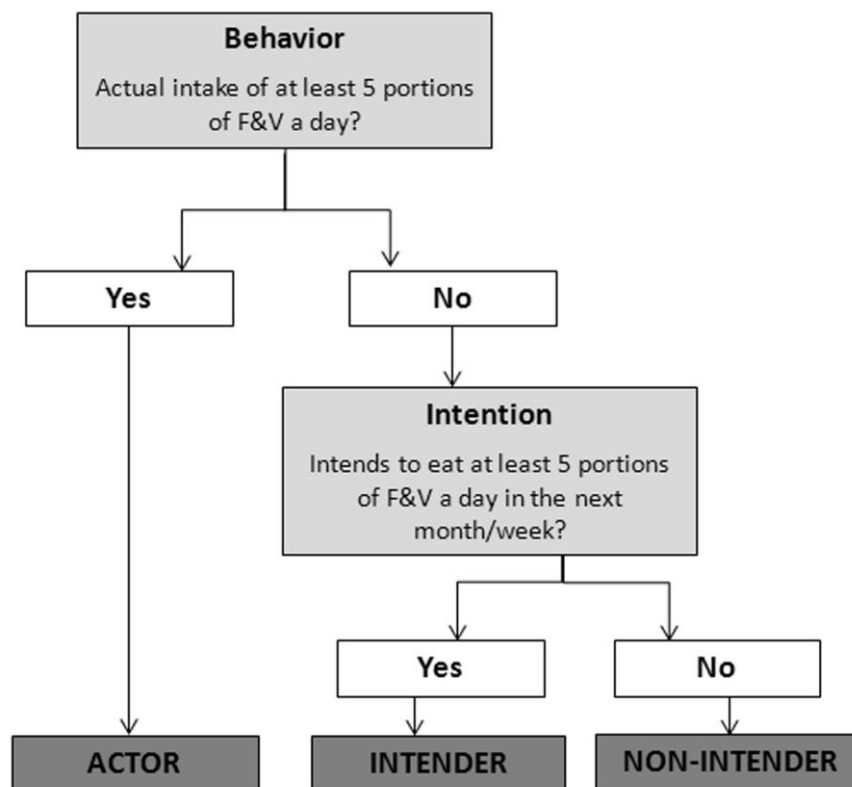 Behavior
Actual intake of at least 5 portions
of F&V a day?
Yes
No
Intention
Intends to eat at least 5 portions
of F&V a day in the next
month/week?
Yes
No
ACTOR
INTENDER
NON-INTENDER